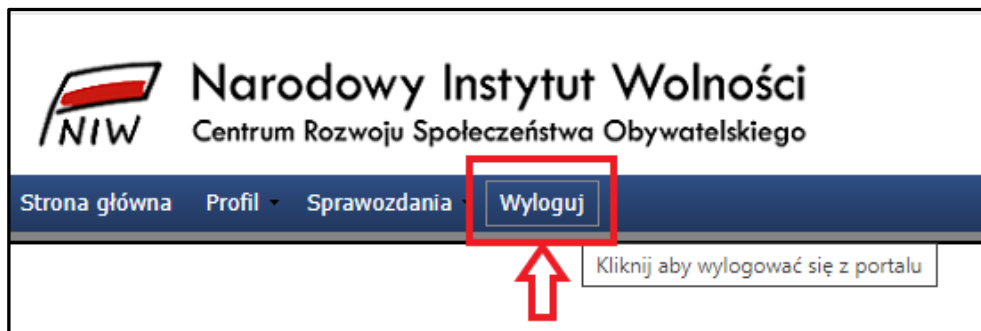 NIW
Narodowy Instytut Wolności
Centrum Rozwoju Społeczeństwa Obywatelskiego
Strona główna Profil Sprawozdania Wyloguj
Kliknij aby wylogować się z portalu